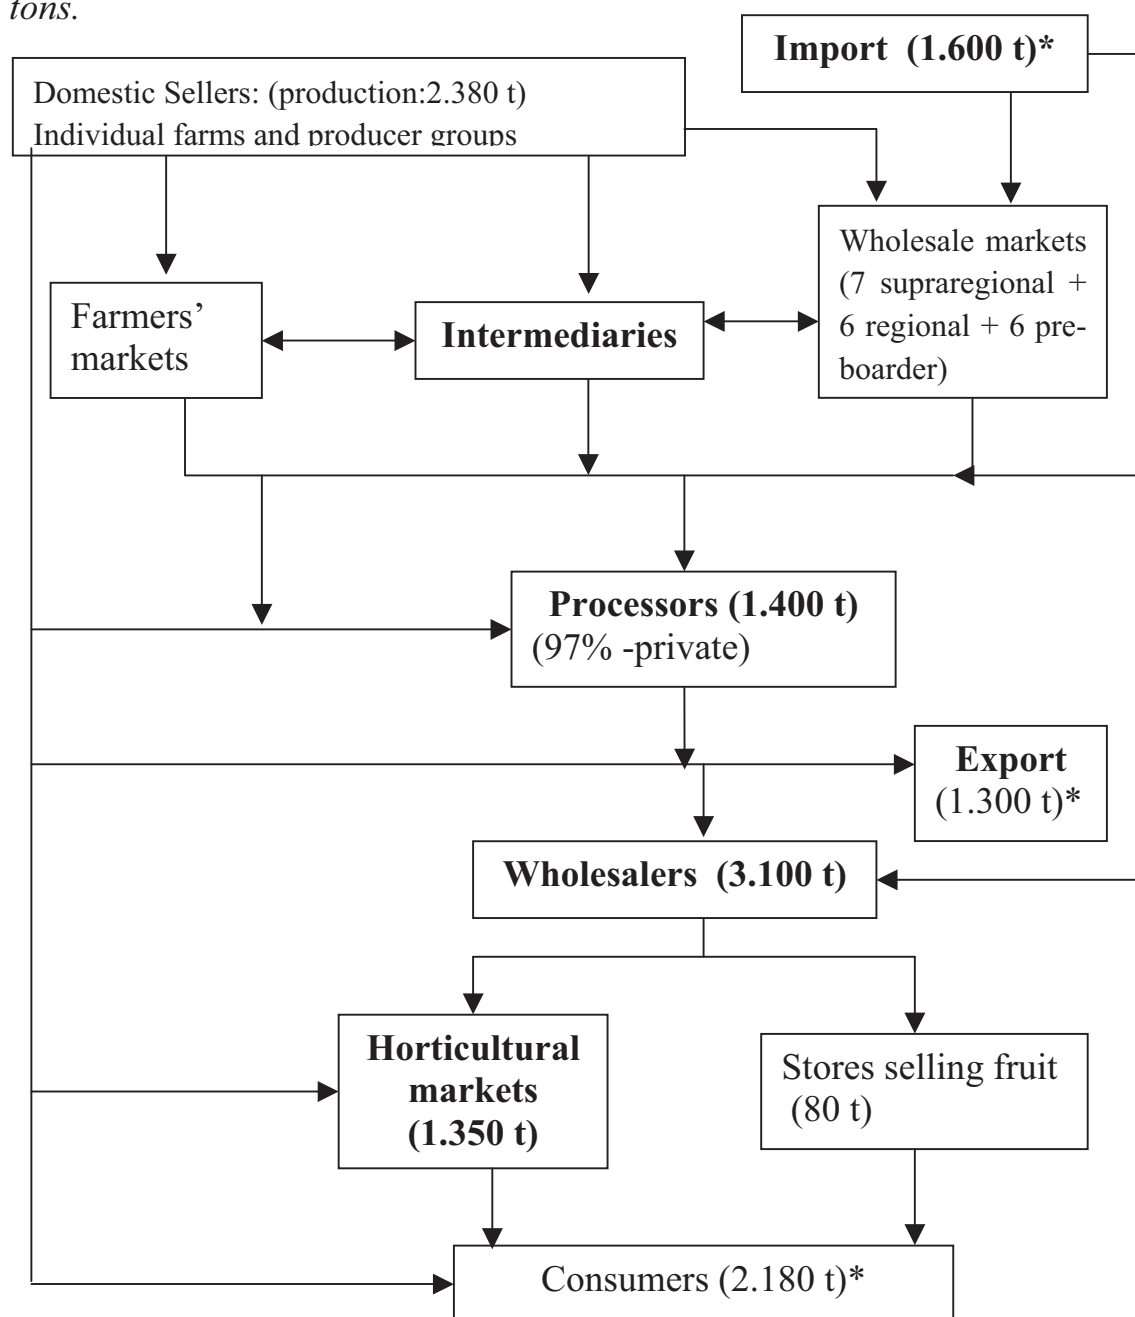 tons.
Import (1.600 t)*
Domestic Sellers: (production:2.380 t)
Individual farms and producer groups
Wholesale markets
(7 supraregional +
6 regional + 6 pre-
boarder)
Farmers’
markets
Intermediaries
Processors (1.400 t)
(97% -private)
Export
(1.300 t)*
Wholesalers (3.100 t)
Horticultural
markets
(1.350 t)
Stores selling fruit
(80 t)
Consumers (2.180 t)*